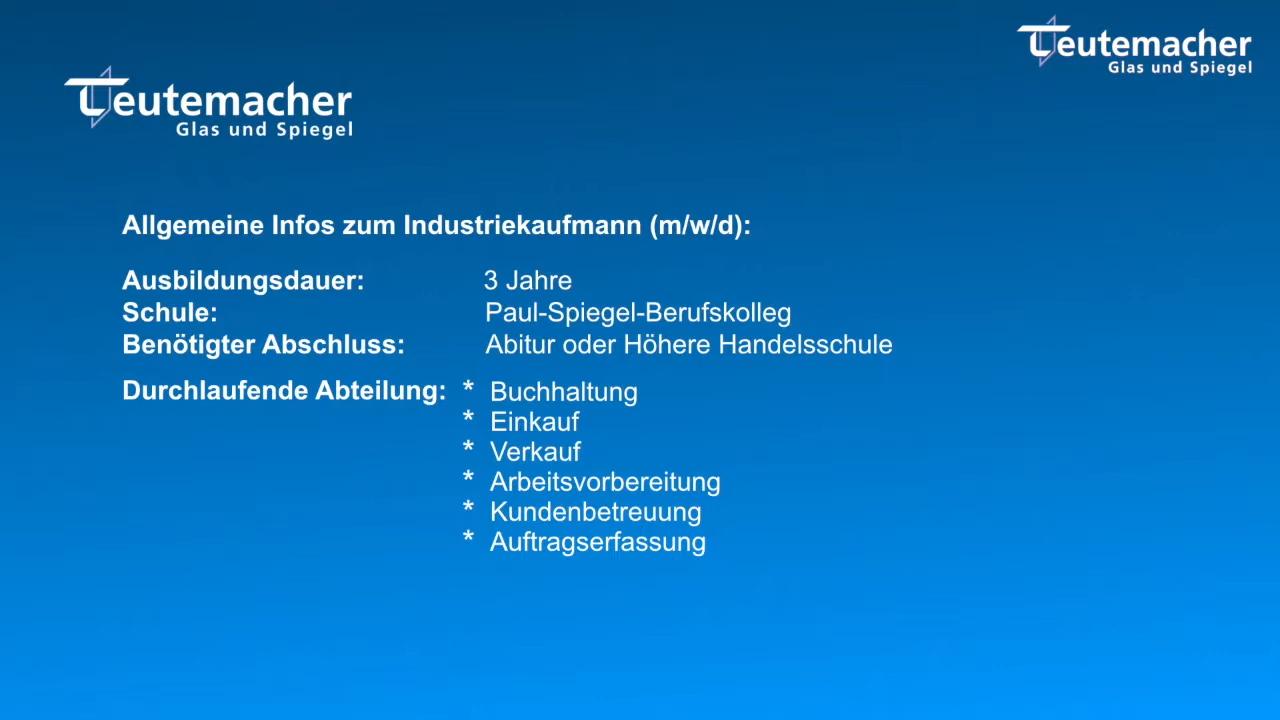 Teutemacher
Glas und Spiegel
Teutemacher
Glas und Spiegel
Allgemeine Infos zum Industriekaufmann (m/w/d):
Ausbildungsdauer: 3 Jahre
Schule: Paul-Spiegel-Berufskolleg
Benötigter Abschluss: Abitur oder Höhere Handelsschule
Durchlaufende Abteilung: * Buchhaltung
* Einkauf
* Verkauf
* Arbeitsvorbereitung
* Kundenbetreuung
* Auftragserfassung